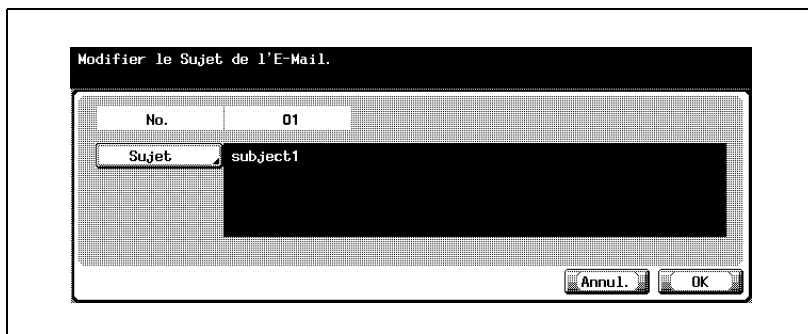 Modifier le Sujet de l'E-Mail.
No. 01
Sujet subject1
Annul. OK